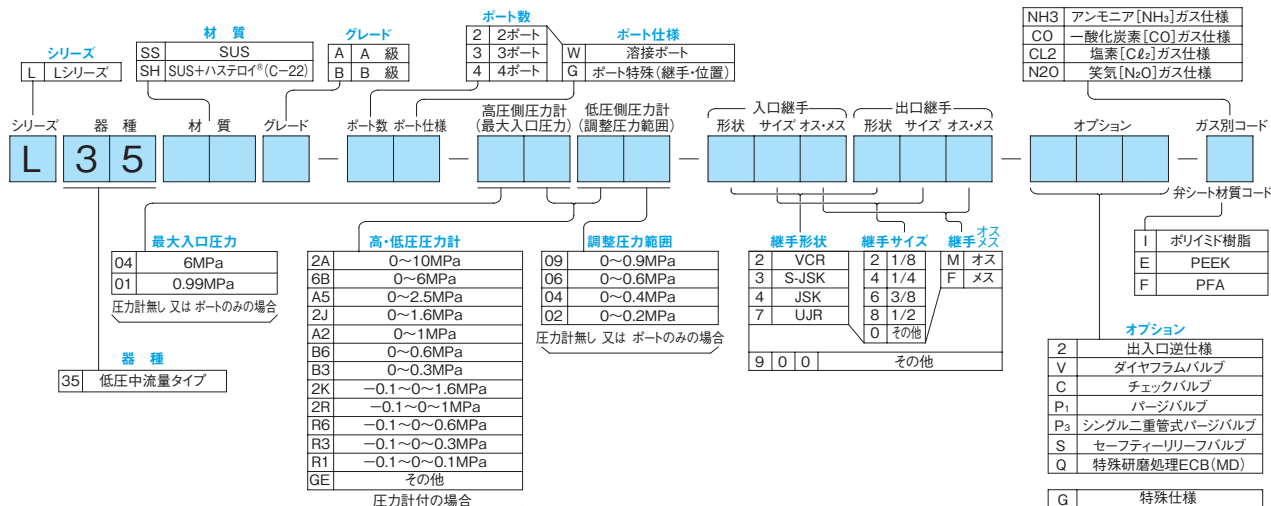 シリーズ
L Lシリーズ
材 質
SS SUS
SH SUS+ハステロイ®(C−22)
グレード
A A 級
B B 級
ポート数
2 2ポート
3 3ポート
4 4ポート
ポート仕様
W 溶接ポート
G ポート特殊(継手・位置)
NH3 アンモニア[NH₃]ガス仕様
CO 一酸化炭素[CO]ガス仕様
CL2 塩素[Cℓ₂]ガス仕様
N2O 笑気[N₂O]ガス仕様
シリーズ 器 種 材 質 グレード ポート数 ポート仕様 高圧側圧力計(最大入口圧力) 低圧側圧力計(調整圧力範囲) 入口継手 形状 サイズ オス・メス 出口継手 形状 サイズ オス・メス オプション ガス別コード
L 3 5 — — — — —
弁シート材質コード
最大入口圧力
04 6MPa
01 0.99MPa
圧力計無し 又は ポートのみの場合
器 種
35 低圧中流量タイプ
高・低圧圧力計
2A 0〜10MPa
6B 0〜6MPa
A5 0〜2.5MPa
2J 0〜1.6MPa
A2 0〜1MPa
B6 0〜0.6MPa
B3 0〜0.3MPa
2K −0.1〜0〜1.6MPa
2R −0.1〜0〜1MPa
R6 −0.1〜0〜0.6MPa
R3 −0.1〜0〜0.3MPa
R1 −0.1〜0〜0.1MPa
GE その他
圧力計付の場合
調整圧力範囲
09 0〜0.9MPa
06 0〜0.6MPa
04 0〜0.4MPa
02 0〜0.2MPa
圧力計無し 又は ポートのみの場合
継手形状
2 VCR
3 S-JSK
4 JSK
7 UJR
9 0 0 その他
継手サイズ
2 1/8
4 1/4
6 3/8
8 1/2
0 その他
継手オスメス
M オス
F メス
I ポリイミド樹脂
E PEEK
F PFA
オプション
2 出入口逆仕様
V ダイヤフラムバルブ
C チェックバルブ
P₁ パージバルブ
P₃ シングル二重管式パージバルブ
S セーフティーリリーフバルブ
Q 特殊研磨処理ECB(MD)
G 特殊仕様